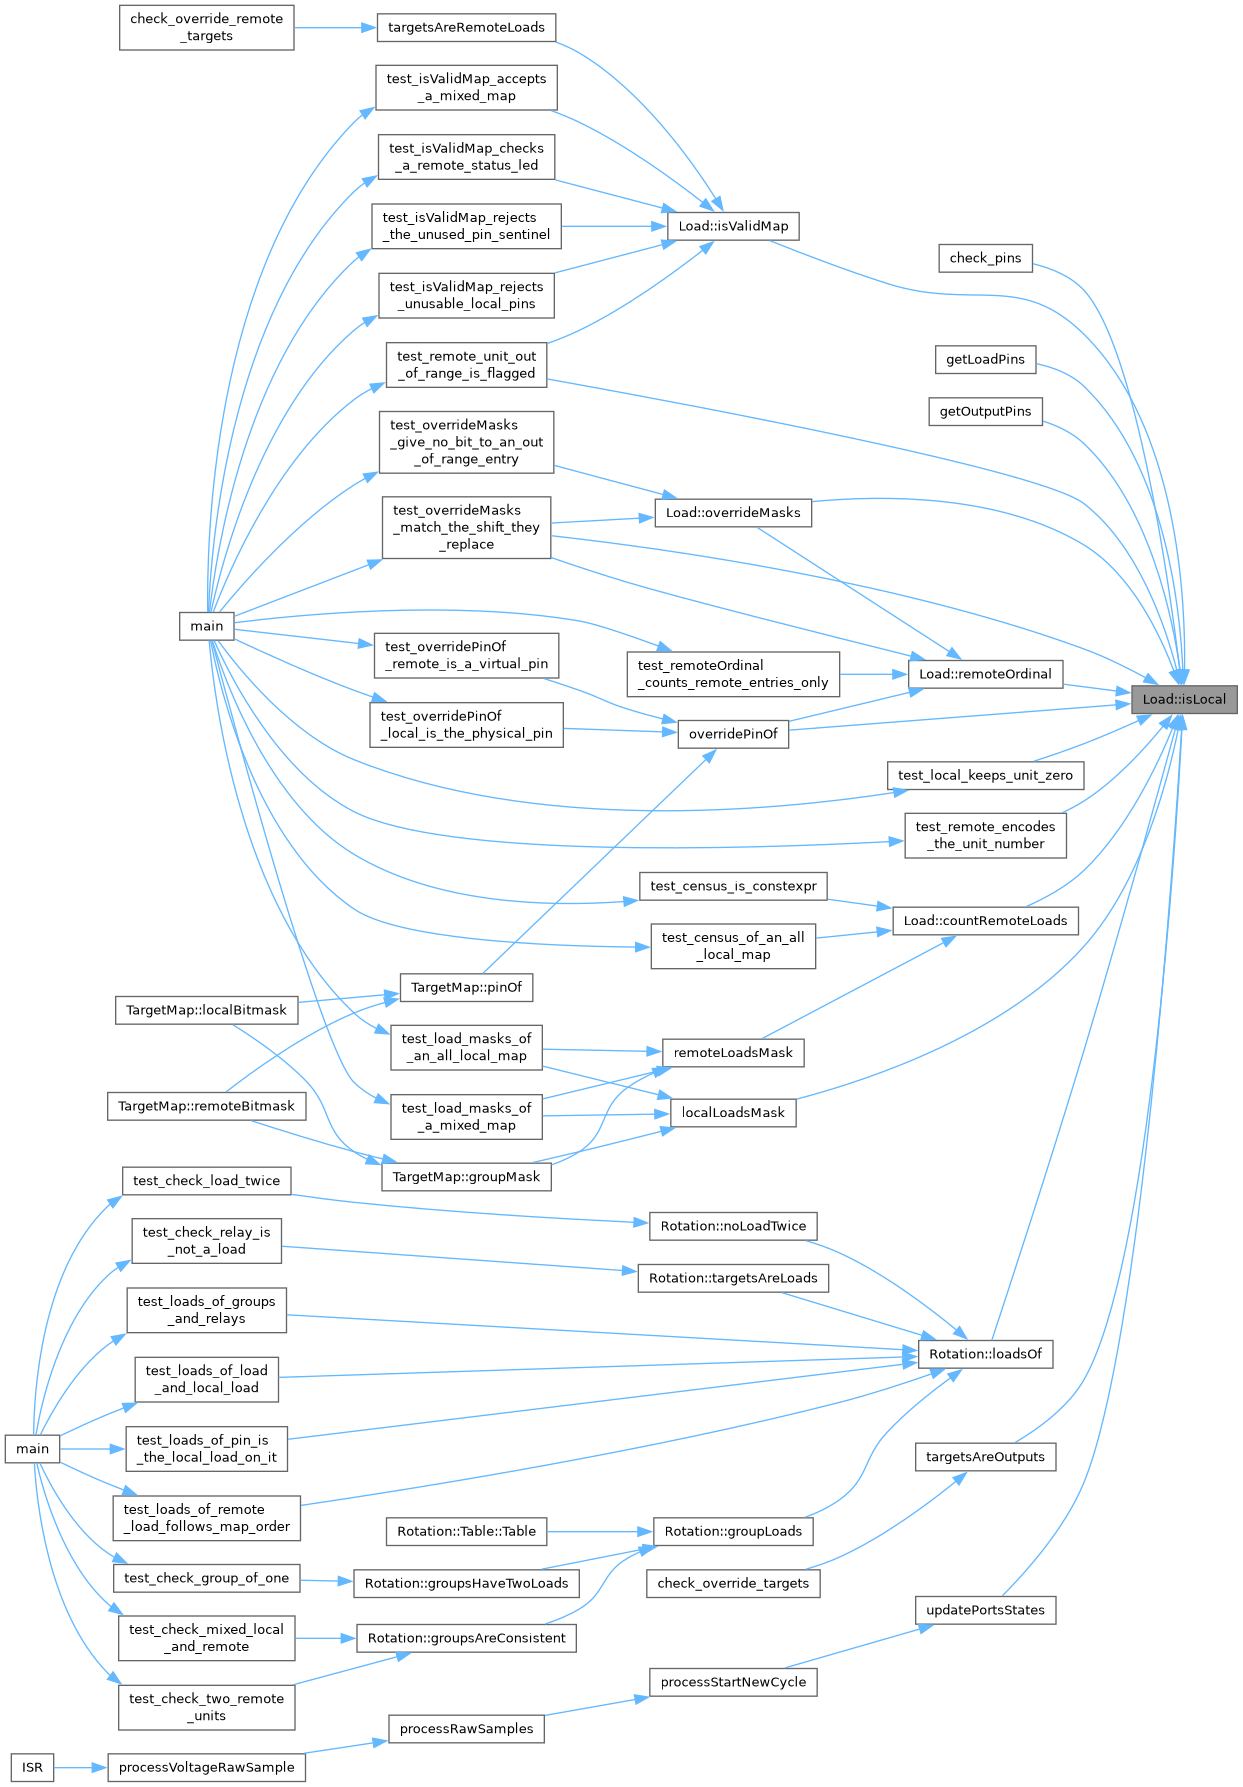 check_override_remote
_targets
targetsAreRemoteLoads
test_isValidMap_accepts
_a_mixed_map
test_isValidMap_checks
_a_remote_status_led
test_isValidMap_rejects
_the_unused_pin_sentinel
Load::isValidMap
test_isValidMap_rejects
_unusable_local_pins
check_pins
test_remote_unit_out
_of_range_is_flagged
getLoadPins
getOutputPins
test_overrideMasks
_give_no_bit_to_an_out
_of_range_entry
test_overrideMasks
_match_the_shift_they
_replace
Load::overrideMasks
main
test_overridePinOf
_remote_is_a_virtual_pin
test_remoteOrdinal
_counts_remote_entries_only
Load::remoteOrdinal
Load::isLocal
test_overridePinOf
_local_is_the_physical_pin
overridePinOf
test_local_keeps_unit_zero
test_remote_encodes
_the_unit_number
test_census_is_constexpr
Load::countRemoteLoads
test_census_of_an_all
_local_map
TargetMap::pinOf
TargetMap::localBitmask
test_load_masks_of
_an_all_local_map
remoteLoadsMask
TargetMap::remoteBitmask
test_load_masks_of
_a_mixed_map
localLoadsMask
TargetMap::groupMask
test_check_load_twice
Rotation::noLoadTwice
test_check_relay_is
_not_a_load
Rotation::targetsAreLoads
test_loads_of_groups
_and_relays
Rotation::loadsOf
test_loads_of_load
_and_local_load
main
test_loads_of_pin_is
_the_local_load_on_it
targetsAreOutputs
test_loads_of_remote
_load_follows_map_order
Rotation::Table::Table
Rotation::groupLoads
test_check_group_of_one
Rotation::groupsHaveTwoLoads
check_override_targets
updatePortsStates
test_check_mixed_local
_and_remote
Rotation::groupsAreConsistent
test_check_two_remote
_units
processStartNewCycle
processRawSamples
ISR
processVoltageRawSample